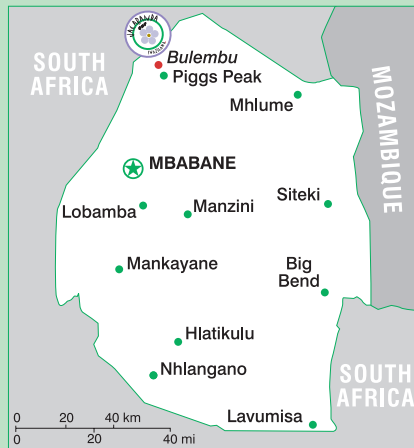 SOUTH
AFRICA
Bulembu
Piggs Peak
Mhlume
MOZAMBIQUE
MBABANE
Siteki
Lobamba
Manzini
Mankayane
Big
Bend
Hlatikulu
Nhlangano
SOUTH
AFRICA
Lavumisa
0 20 40 km
0 20 40 mi